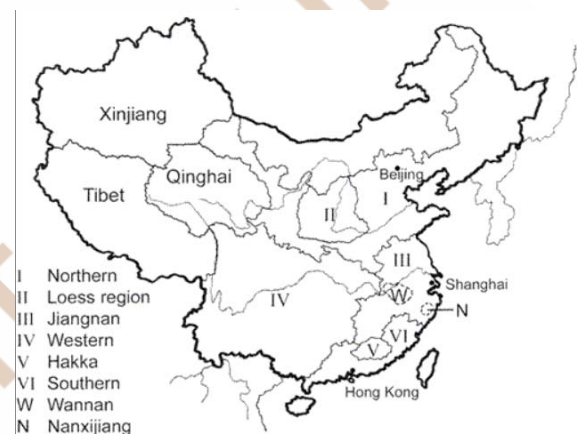 Xinjiang
Tibet
Qinghai
Beijing
I
II
III
IV
V
VI
W
N
Shanghai
Hong Kong
I Northern
II Loess region
III Jiangnan
IV Western
V Hakka
VI Southern
W Wannan
N Nanxijiang